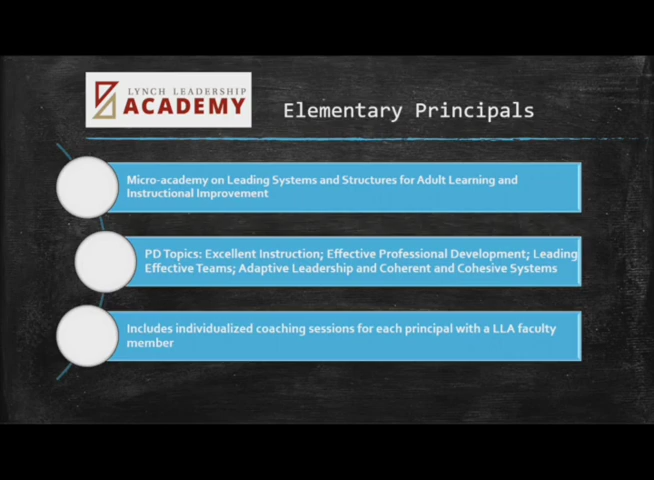 LYNCH LEADERSHIP
ACADEMY
Elementary Principals
Micro-academy on Leading Systems and Structures for Adult Learning and
Instructional Improvement
PD Topics: Excellent Instruction; Effective Professional Development; Leading
Effective Teams; Adaptive Leadership and Coherent and Cohesive Systems
Includes individualized coaching sessions for each principal with a LLA faculty
member